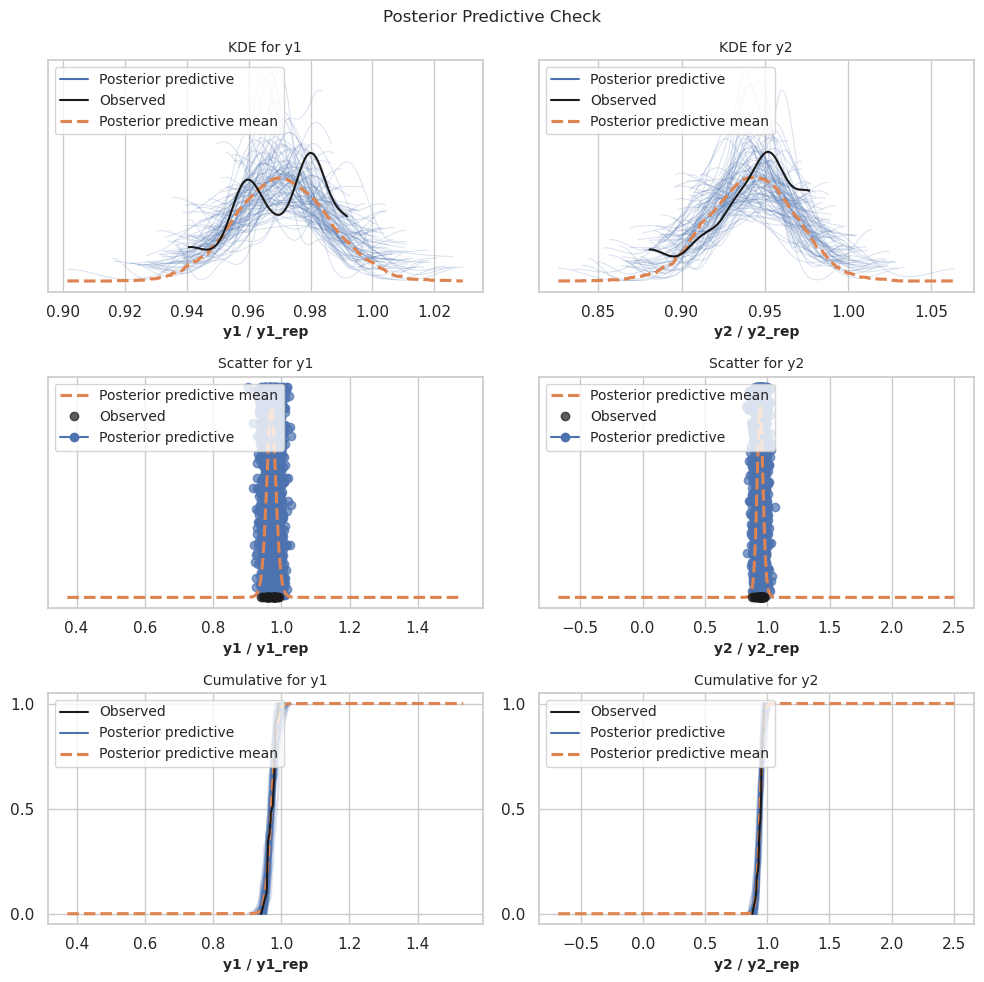 Posterior Predictive Check
KDE for y1
Posterior predictive
Observed
Posterior predictive mean
0.90 0.92 0.94 0.96 0.98 1.00 1.02
y1 / y1_rep
KDE for y2
Posterior predictive
Observed
Posterior predictive mean
0.85 0.90 0.95 1.00 1.05
y2 / y2_rep
Scatter for y1
Posterior predictive mean
Observed
Posterior predictive
0.4 0.6 0.8 1.0 1.2 1.4
y1 / y1_rep
Scatter for y2
Posterior predictive mean
Observed
Posterior predictive
−0.5 0.0 0.5 1.0 1.5 2.0 2.5
y2 / y2_rep
Cumulative for y1
Observed
Posterior predictive
Posterior predictive mean
1.0
0.5
0.0
0.4 0.6 0.8 1.0 1.2 1.4
y1 / y1_rep
Cumulative for y2
Observed
Posterior predictive
Posterior predictive mean
1.0
0.5
0.0
−0.5 0.0 0.5 1.0 1.5 2.0 2.5
y2 / y2_rep